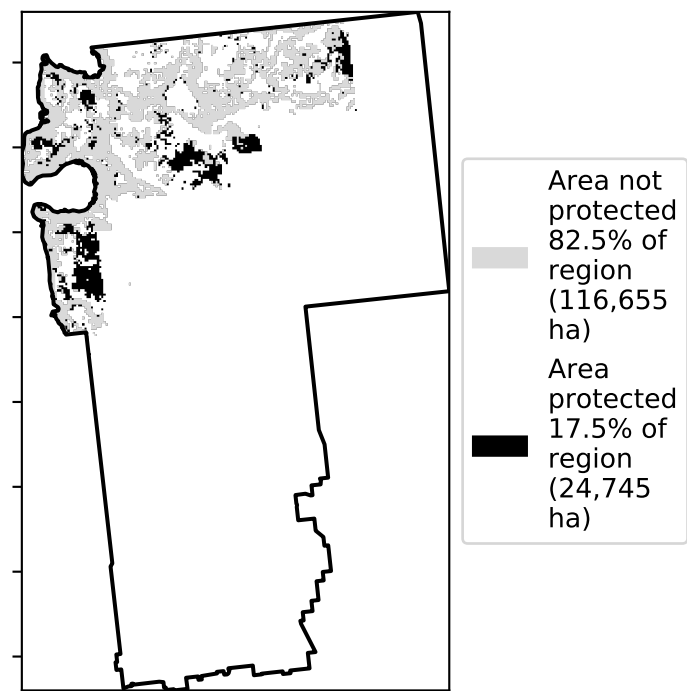 Area not
protected
82.5% of
region
(116,655
ha)
Area
protected
17.5% of
region
(24,745
ha)